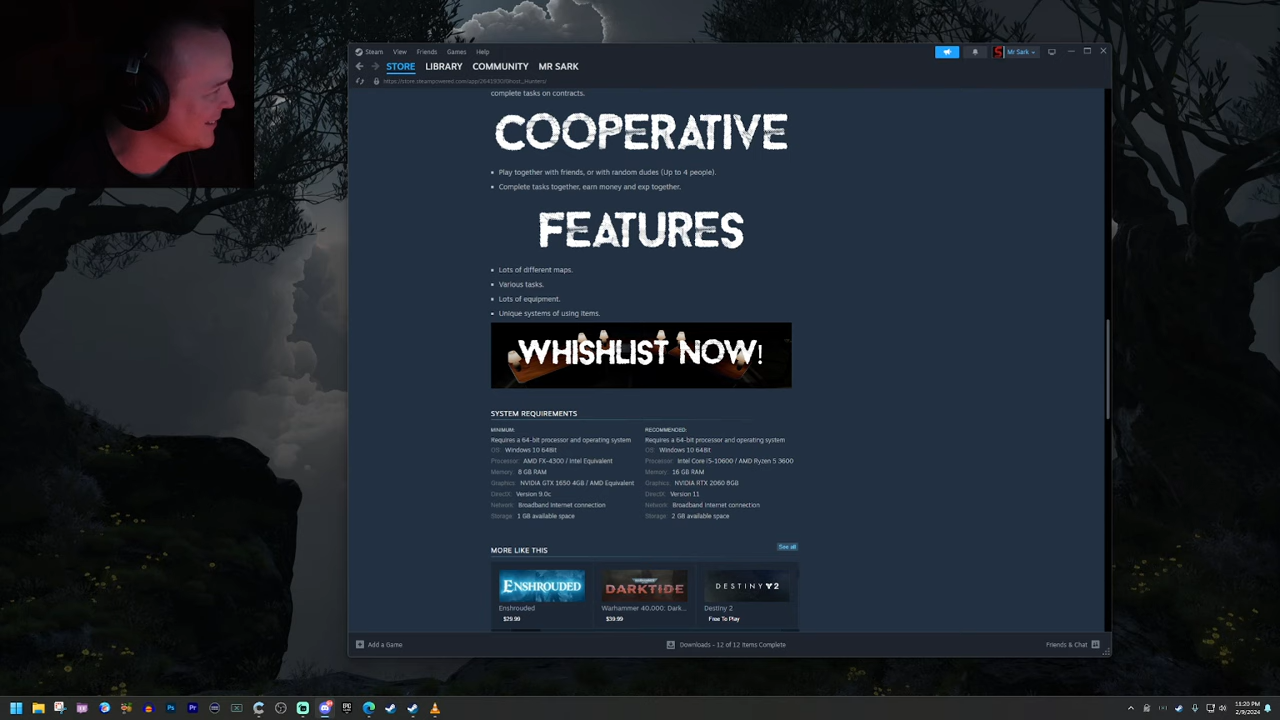 Steam View Friends Games Help
Mr Sark
STORE LIBRARY COMMUNITY MR SARK
complete tasks on contracts.
COOPERATIVE
Play together with friends, or with random dudes (Up to 4 people).
Complete tasks together, earn money and exp together.
FEATURES
Lots of different maps.
Various tasks.
Lots of equipment.
Unique systems of using items.
WHISHLIST NOW!
SYSTEM REQUIREMENTS
MINIMUM:
Requires a 64-bit processor and operating system
OS: Windows 10 64Bit
Processor: AMD FX-4300 / Intel Equivalent
Memory: 8 GB RAM
Graphics: NVIDIA GTX 1650 4GB / AMD Equivalent
DirectX: Version 9.0c
Network: Broadband Internet connection
Storage: 1 GB available space
RECOMMENDED:
Requires a 64-bit processor and operating system
OS: Windows 10 64Bit
Processor: Intel Core i5-10600 / AMD Ryzen 5 3600
Memory: 16 GB RAM
Graphics: NVIDIA RTX 2060 8GB
DirectX: Version 11
Network: Broadband Internet connection
Storage: 2 GB available space
MORE LIKE THIS
See all
ENSHROUDED
Enshrouded
$29.99
DARKTIDE
Warhammer 40,000: Dark...
$39.99
DESTINY 2
Destiny 2
Free To Play
Add a Game
Downloads - 12 of 12 Items Complete
Friends & Chat
11:20 PM
2/9/2024